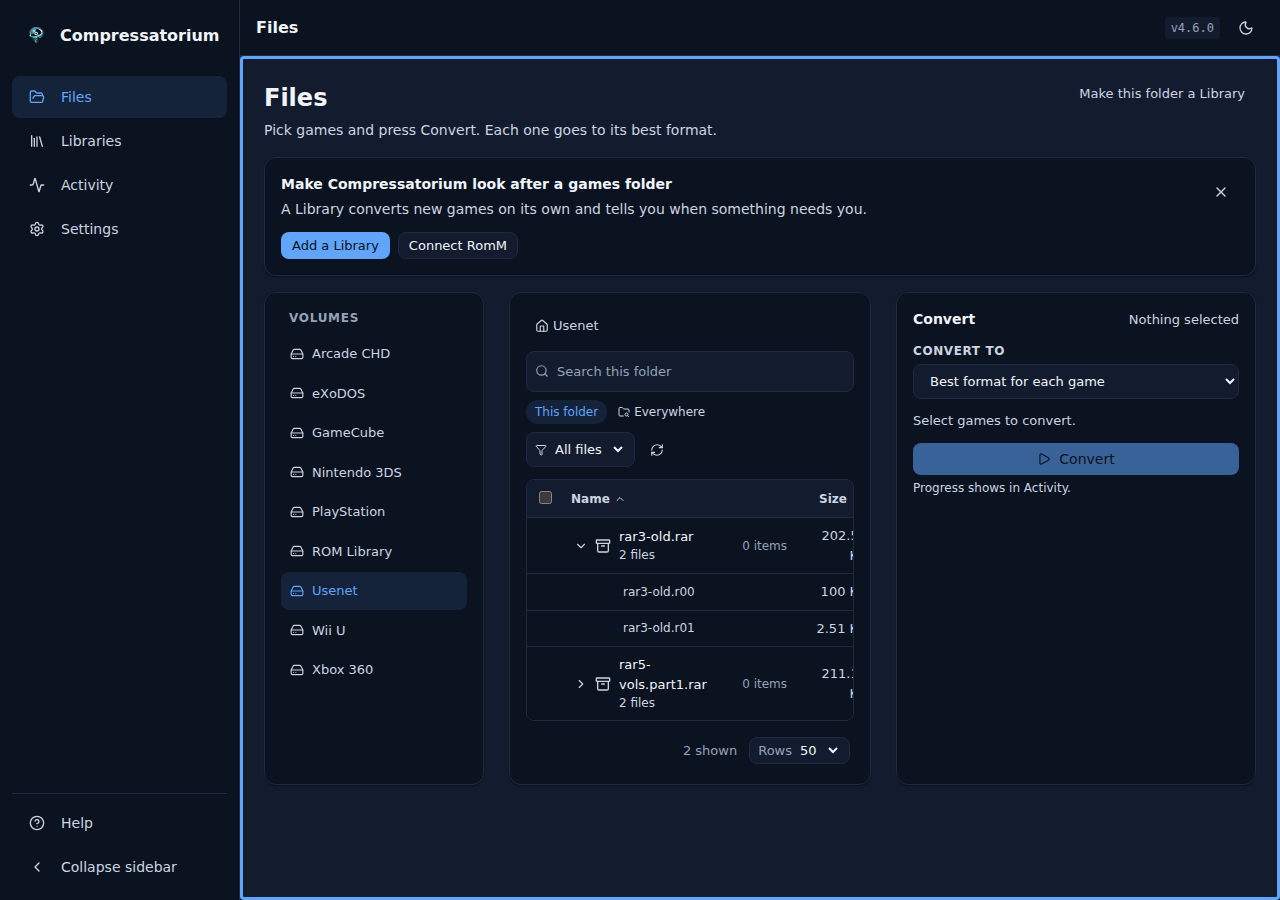 Compressatorium
Files
Libraries
Activity
Settings
Help
Collapse sidebar
Files
v4.6.0
Files
Make this folder a Library
Pick games and press Convert. Each one goes to its best format.
Make Compressatorium look after a games folder
A Library converts new games on its own and tells you when something needs you.
Add a Library
Connect RomM
VOLUMES
Arcade CHD
eXoDOS
GameCube
Nintendo 3DS
PlayStation
ROM Library
Usenet
Wii U
Xbox 360
Usenet
Search this folder
This folder
Everywhere
All files
Name
Size
rar3-old.rar
2 files
0 items
202.5
rar3-old.r00
100
rar3-old.r01
2.51
rar5-
vols.part1.rar
2 files
0 items
211.
2 shown
Rows 50
Convert
Nothing selected
CONVERT TO
Best format for each game
Select games to convert.
Convert
Progress shows in Activity.